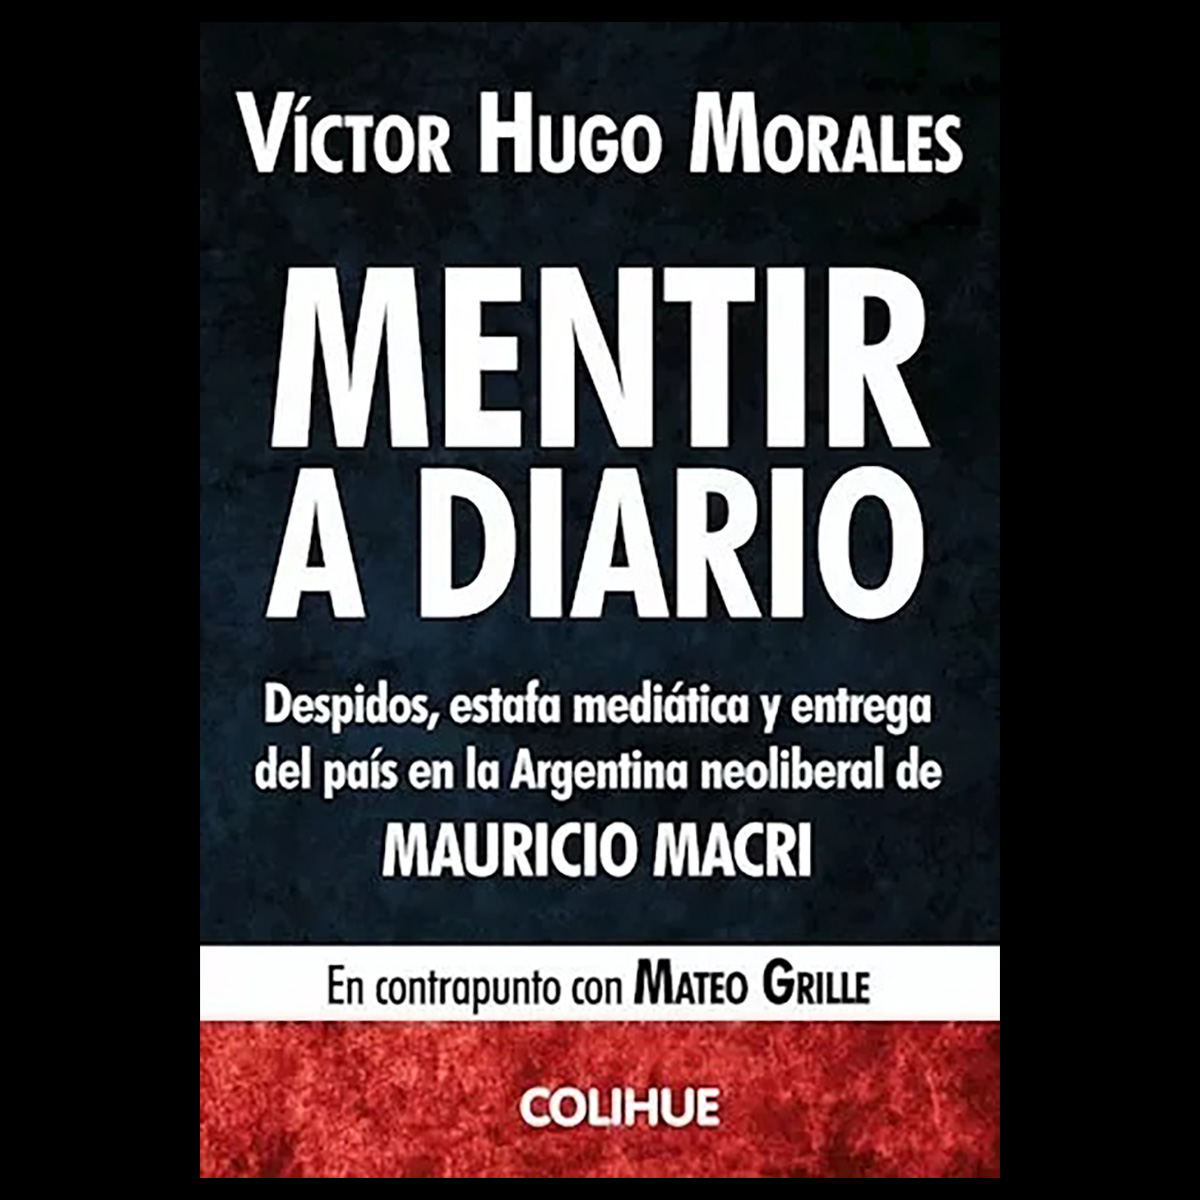 VÍCTOR HUGO MORALES
MENTIR
A DIARIO
Despidos, estafa mediática y entrega
del país en la Argentina neoliberal de
MAURICIO MACRI
En contrapunto con MATEO GRILLE
COLIHUE